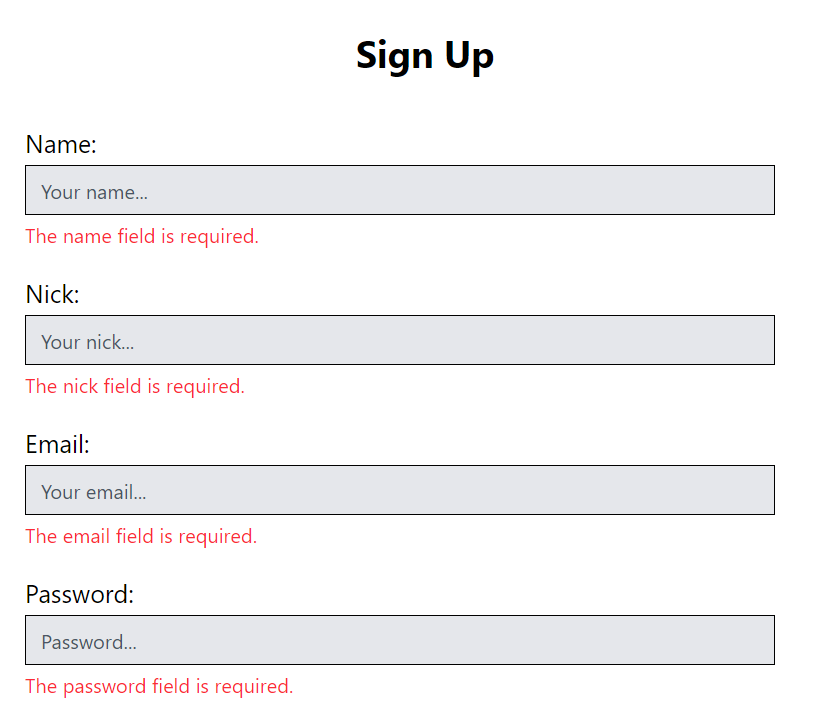 Sign Up
Name:
Your name...
The name field is required.
Nick:
Your nick...
The nick field is required.
Email:
Your email...
The email field is required.
Password:
Password...
The password field is required.